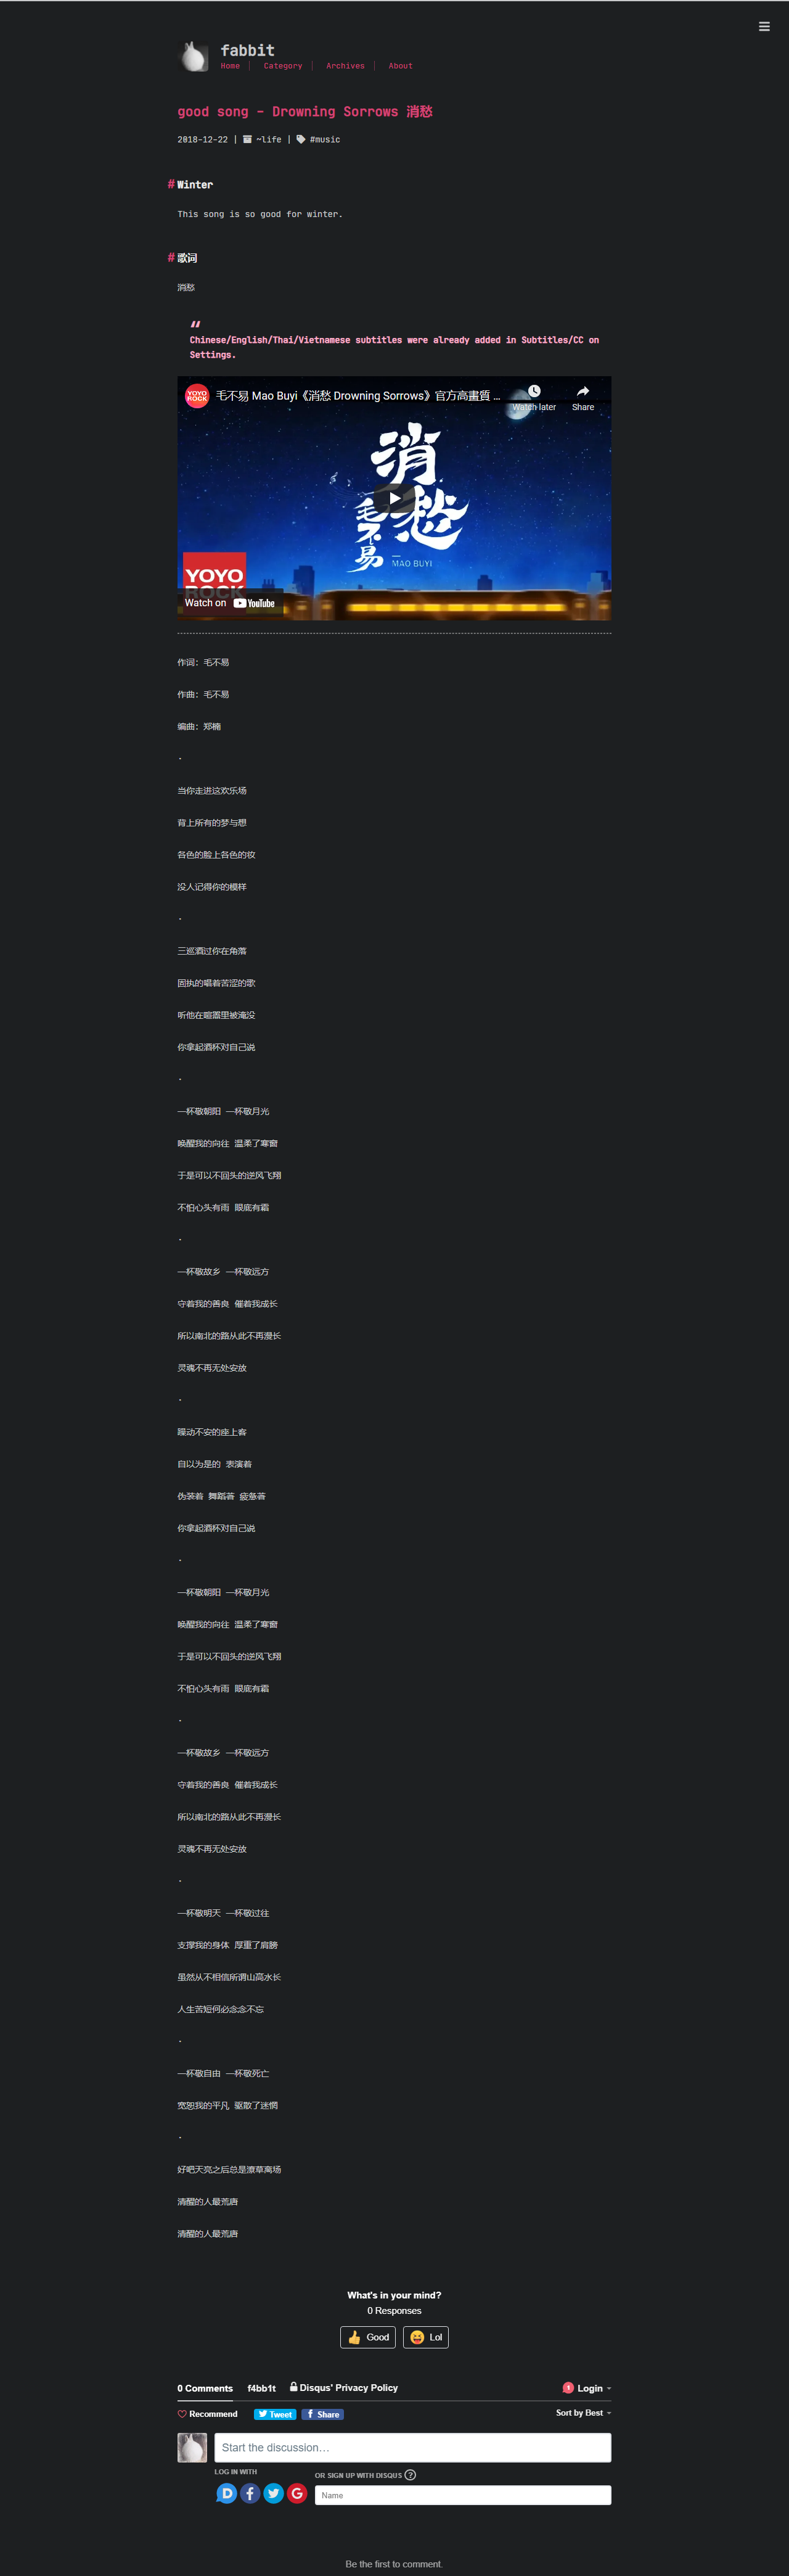 fabbit
Home | Category | Archives | About
good song - Drowning Sorrows 消愁
2018-12-22 | ~life | #music
#Winter
This song is so good for winter.
#歌词
消愁
“
Chinese/English/Thai/Vietnamese subtitles were already added in Subtitles/CC on
Settings.
YOYO ROCK
毛不易 Mao Buyi《消愁 Drowning Sorrows》官方高畫質 ...
Watch later
Share
消愁
毛不易
MAO BUYI
YOYO
ROCK
Watch on YouTube
作词：毛不易
作曲：毛不易
编曲：郑楠
·
当你走进这欢乐场
背上所有的梦与想
各色的脸上各色的妆
没人记得你的模样
·
三巡酒过你在角落
固执的唱着苦涩的歌
听他在喧嚣里被淹没
你拿起酒杯对自己说
·
一杯敬朝阳 一杯敬月光
唤醒我的向往 温柔了寒窗
于是可以不回头的逆风飞翔
不怕心头有雨 眼底有霜
·
一杯敬故乡 一杯敬远方
守着我的善良 催着我成长
所以南北的路从此不再漫长
灵魂不再无处安放
·
躁动不安的座上客
自以为是的 表演着
伪装着 舞蹈着 疲惫着
你拿起酒杯对自己说
·
一杯敬朝阳 一杯敬月光
唤醒我的向往 温柔了寒窗
于是可以不回头的逆风飞翔
不怕心头有雨 眼底有霜
·
一杯敬故乡 一杯敬远方
守着我的善良 催着我成长
所以南北的路从此不再漫长
灵魂不再无处安放
·
一杯敬明天 一杯敬过往
支撑我的身体 厚重了肩膀
虽然从不相信所谓山高水长
人生苦短何必念念不忘
·
一杯敬自由 一杯敬死亡
宽恕我的平凡 驱散了迷惘
·
好吧天亮之后总是潦草离场
清醒的人最荒唐
清醒的人最荒唐
What's in your mind?
0 Responses
Good
Lol
0 Comments
f4bb1t
Disqus' Privacy Policy
1
Login
Recommend
Tweet
Share
Sort by Best
Start the discussion…
LOG IN WITH
OR SIGN UP WITH DISQUS ?
Name
Be the first to comment.